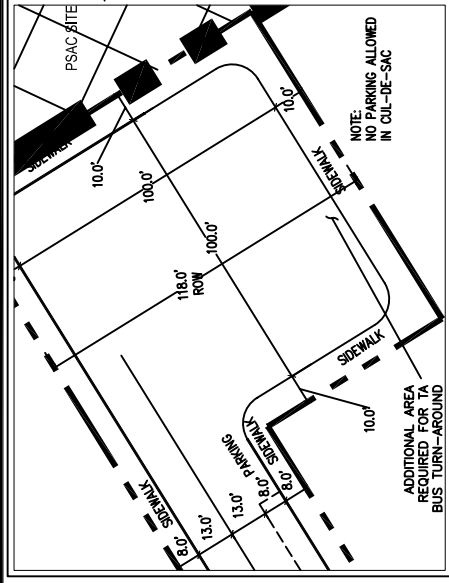 PSAC SITE
SIDEWALK
10.0'
100.0'
10.0'
NOTE:
NO PARKING ALLOWED
IN CUL-DE-SAC
SIDEWALK
100.0'
118.0'
ROW
SIDEWALK
10.0'
ADDITIONAL AREA
REQUIRED FOR TA
BUS TURN-AROUND
SIDEWALK
PARKING
SIDEWALK
8.0'
13.0'
13.0'
8.0'
8.0'